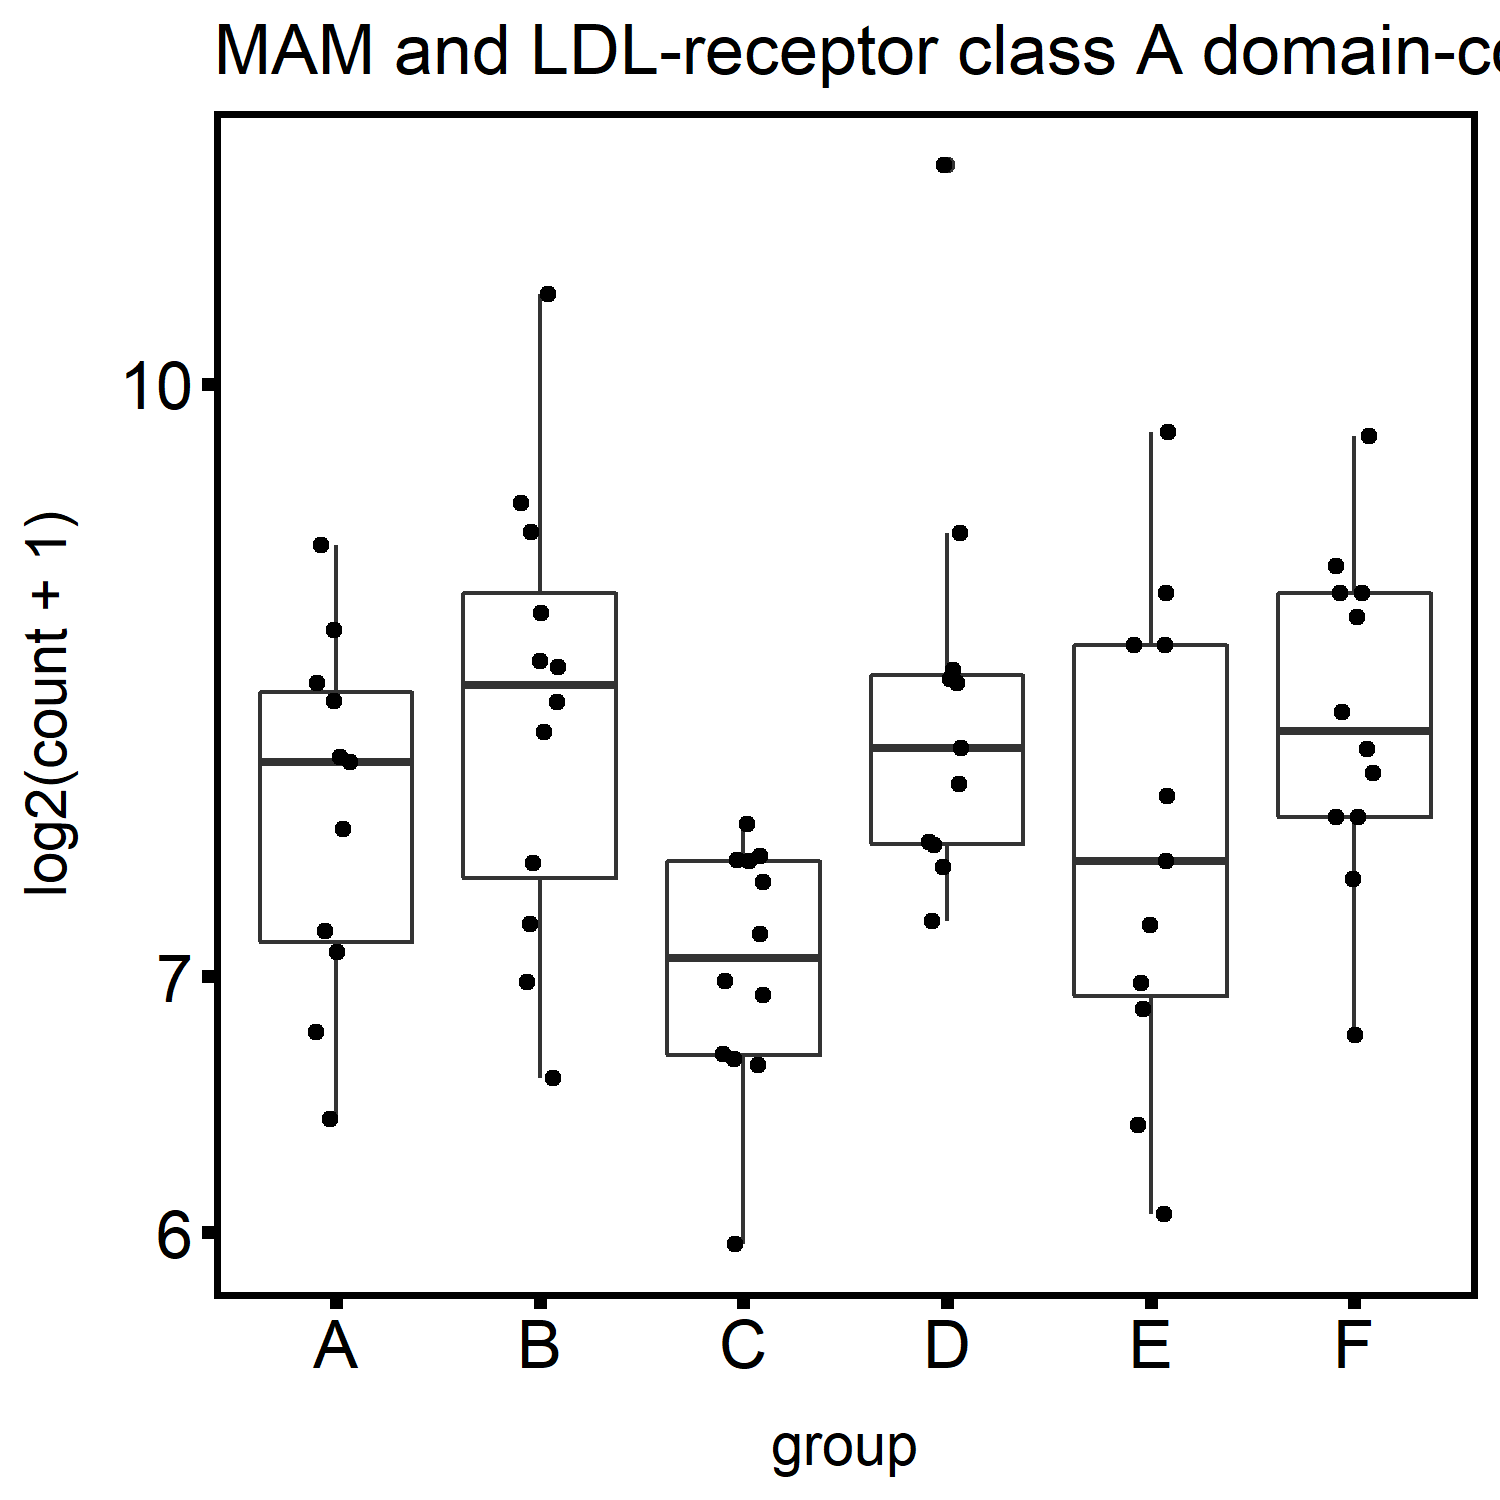 MAM and LDL-receptor class A domain-co
log2(count + 1)
10
7
6
A B C D E F
group